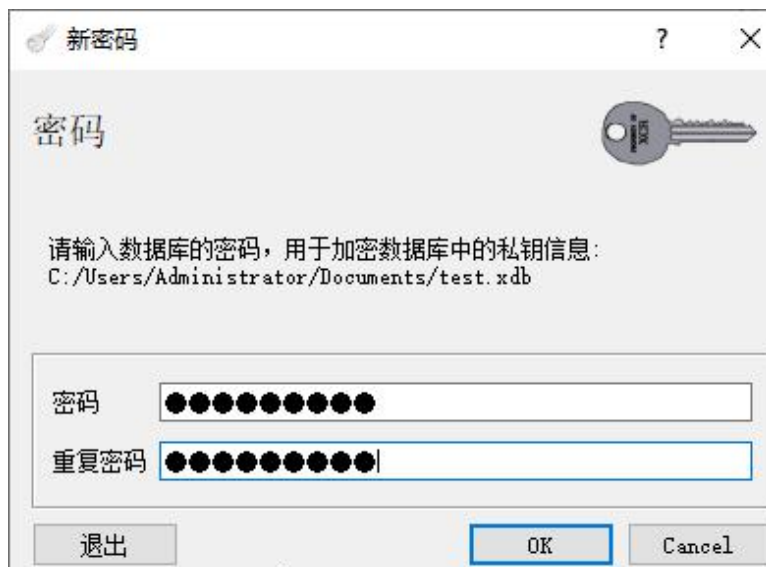 新密码
?
密码
请输入数据库的密码，用于加密数据库中的私钥信息:
C:/Users/Administrator/Documents/test.xdb
密码 ●●●●●●●●●
重复密码 ●●●●●●●●●
退出 OK Cancel